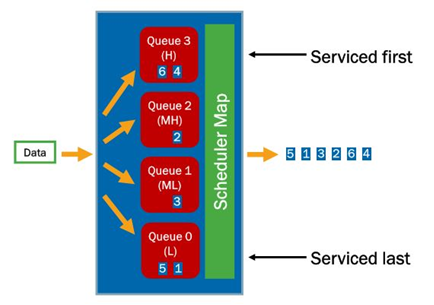 Queue 3
(H)
6 4
Serviced first
Queue 2
(MH)
2
Data
Scheduler Map
5 1 3 2 6 4
Queue 1
(ML)
3
Queue 0
(L)
5 1
Serviced last